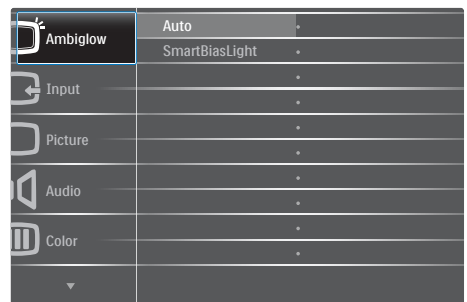 Ambiglow
Auto
SmartBiasLight
Input
Picture
Audio
Color